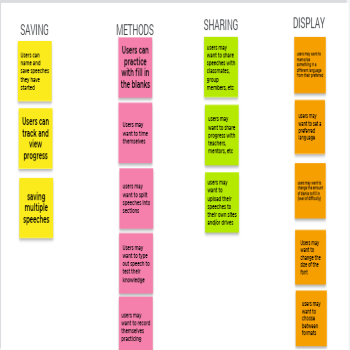 SAVING
Users can
name and
save speeches
they have
started
Users can
track and
view
progress
saving
multiple
speeches
METHODS
Users can
practice
with fill in
the blanks
Users may
want to time
themselves
users may
want to split
speeches into
sections
Users may
want to type
out speech to
test their
knowledge
users may
want to record
themselves
practicing
SHARING
users may
want to share
speeches with
classmates,
group
members, etc
Users may
want to share
progress with
teachers,
mentors, etc
users may
want to
upload their
speeches to
their own sites
and/or drives
DISPLAY
users may want to
memorize
something in a
different language
from their preferred
users may
want to set a
preferred
language
users may want to
change the amount
of blanks to fill in
(level of difficulty)
Users may
want to
change the
size of the
font
users may
want to
choose
between
formats